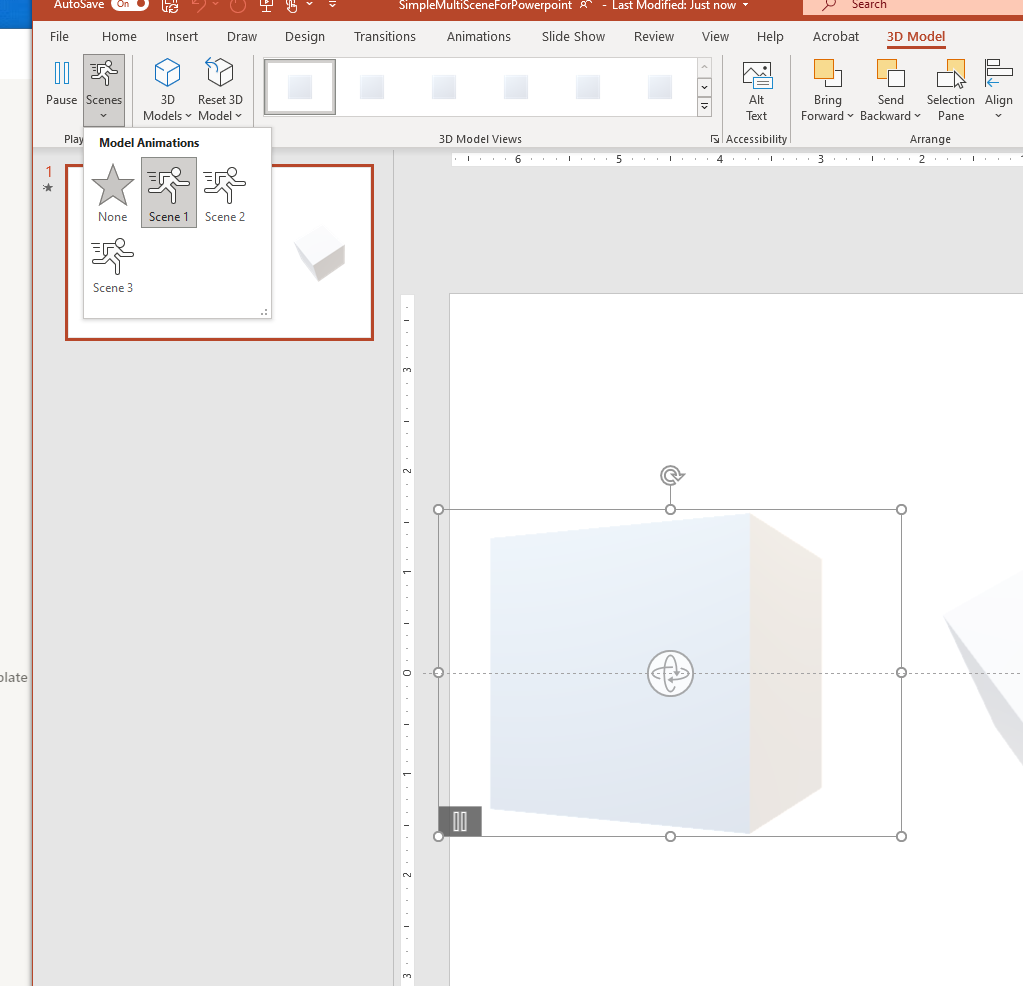 AutoSave On SimpleMultiSceneForPowerpoint - Last Modified: Just now Search
File Home Insert Draw Design Transitions Animations Slide Show Review View Help Acrobat 3D Model
Pause Scenes 3D Models Reset 3D Model Alt Text Bring Forward Send Backward Selection Pane Align
Play 3D Model Views Accessibility Arrange
Model Animations
None Scene 1 Scene 2
Scene 3
1
6 5 4 3 2 1
3
2
1
0
1
2
3
plate